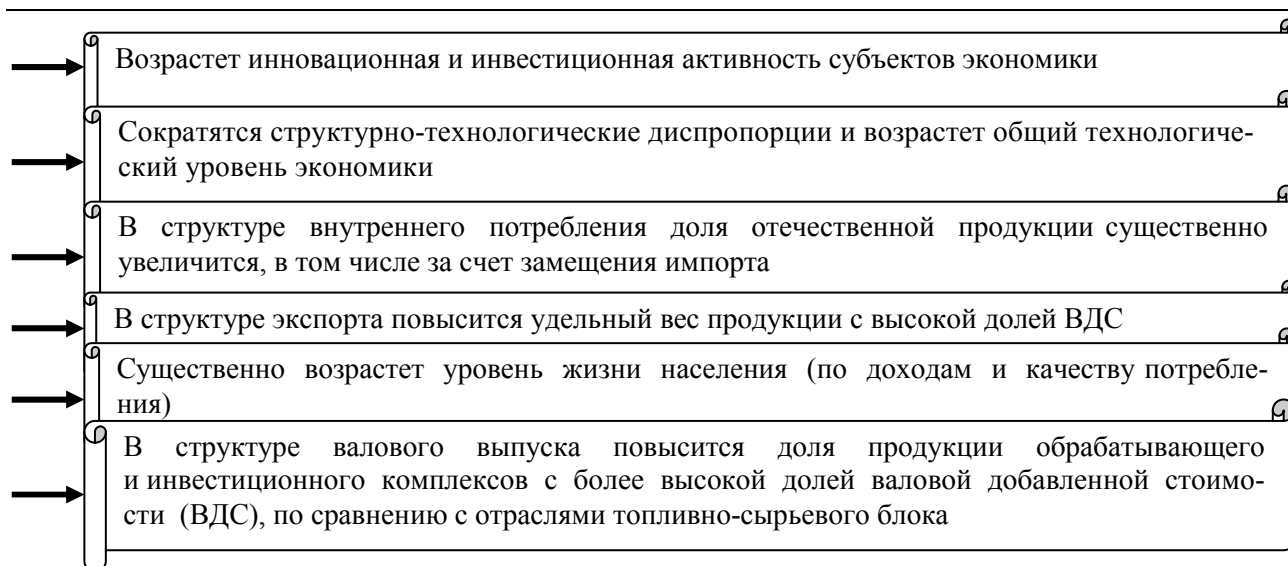 Возрастет инновационная и инвестиционная активность субъектов экономики
Сократятся структурно-технологические диспропорции и возрастет общий технологиче-
ский уровень экономики
В структуре внутреннего потребления доля отечественной продукции существенно
увеличится, в том числе за счет замещения импорта
В структуре экспорта повысится удельный вес продукции с высокой долей ВДС
Существенно возрастет уровень жизни населения (по доходам и качеству потребле-
ния)
В структуре валового выпуска повысится доля продукции обрабатывающего
и инвестиционного комплексов с более высокой долей валовой добавленной стоимо-
сти (ВДС), по сравнению с отраслями топливно-сырьевого блока